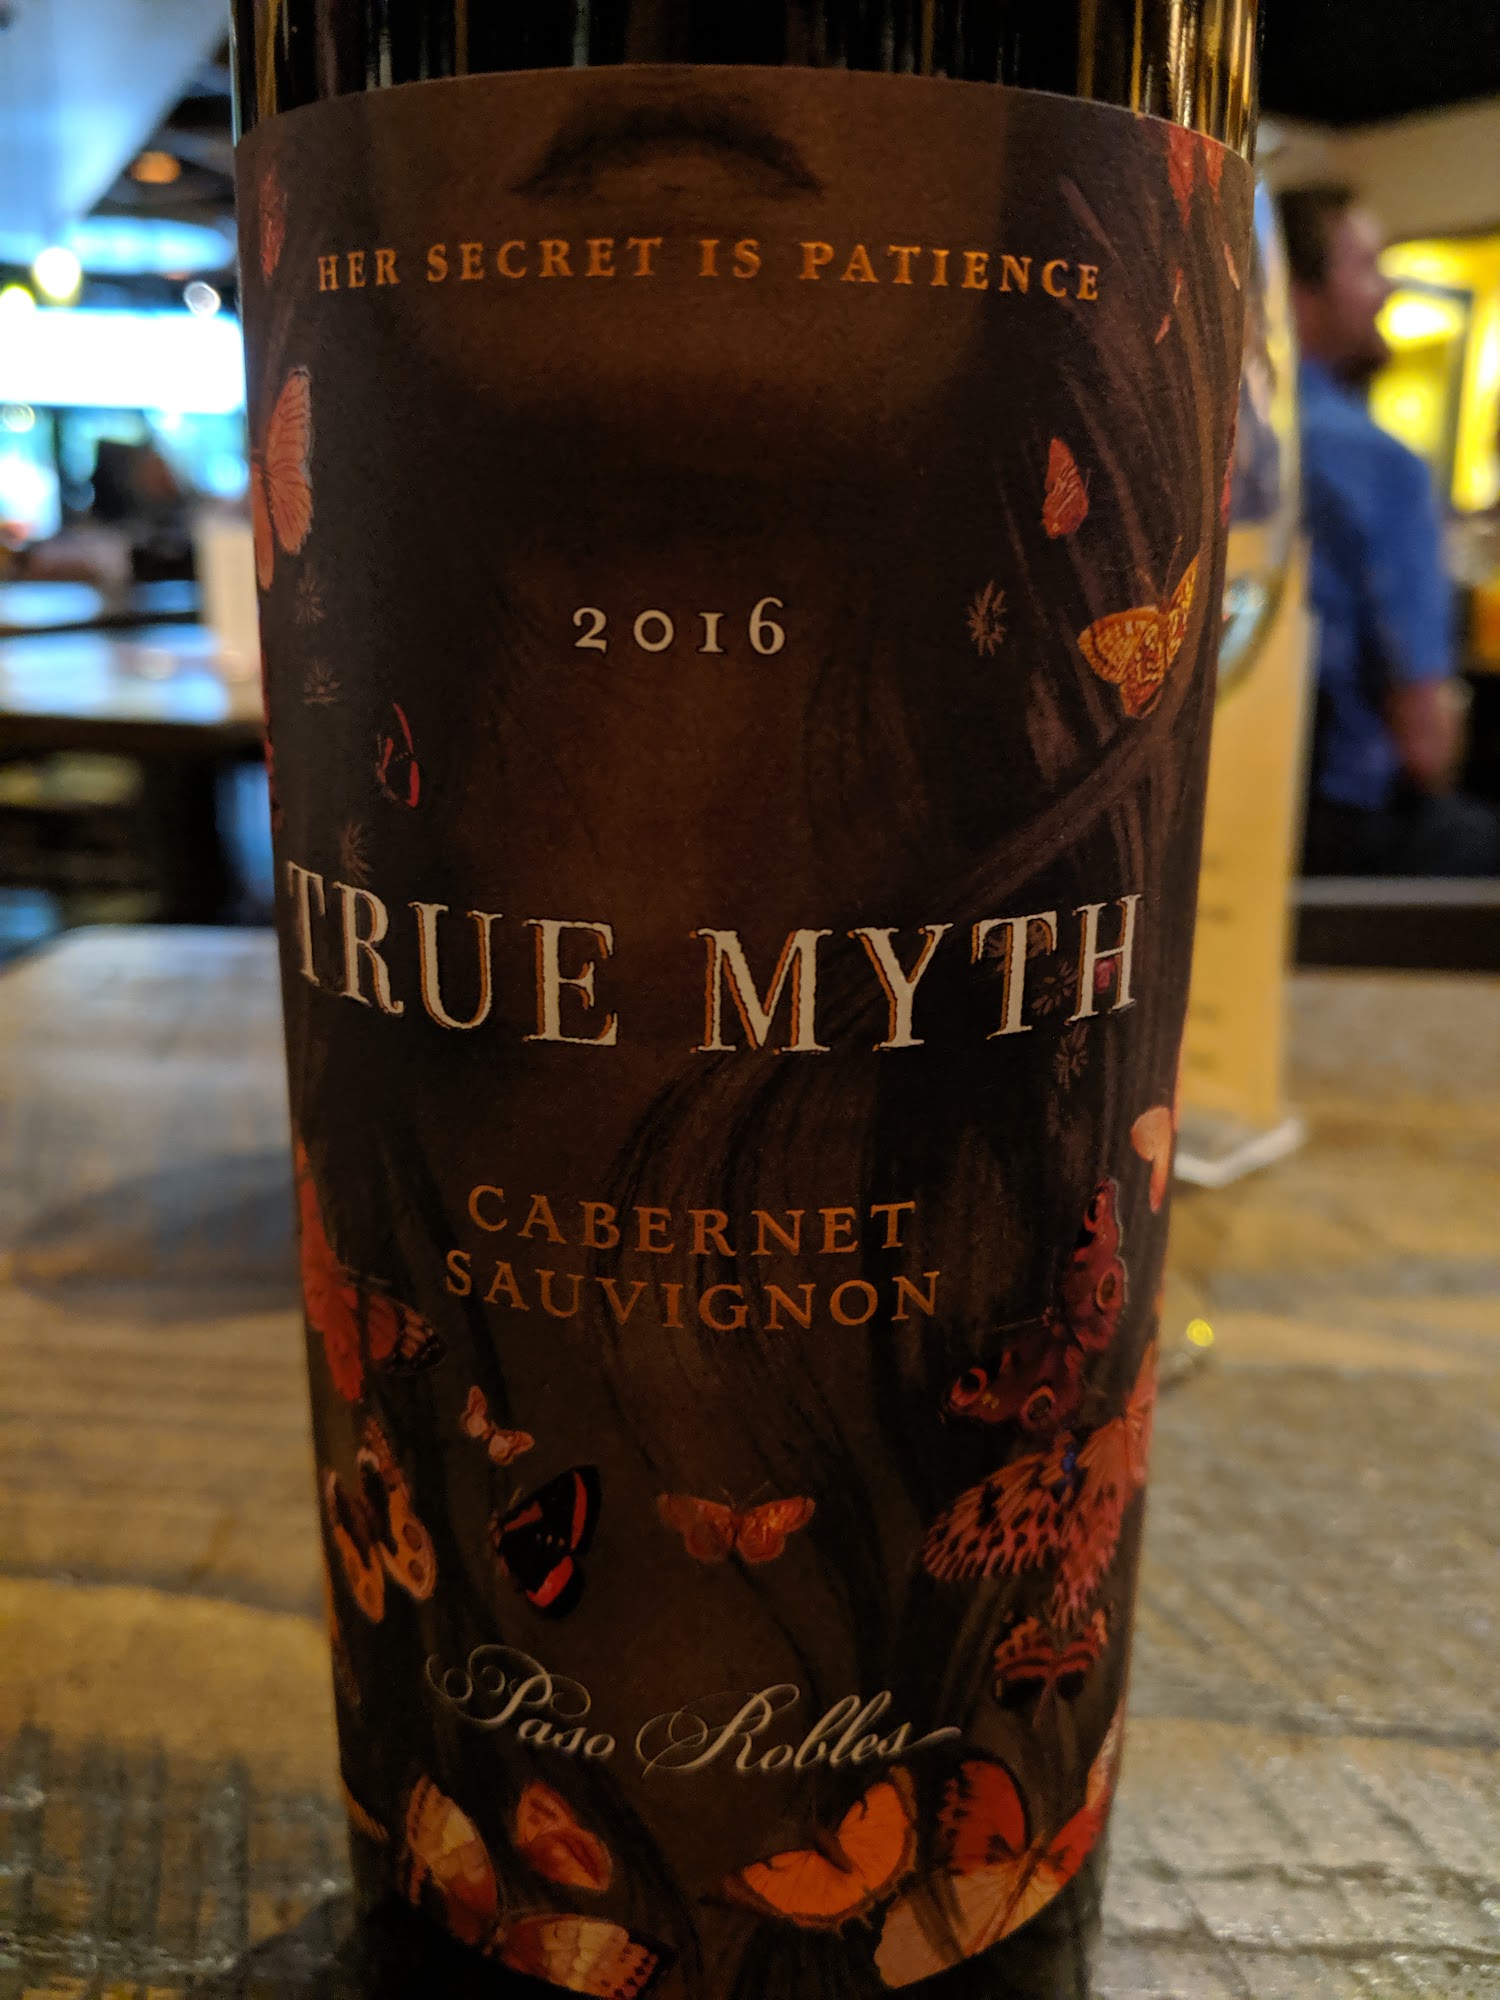 HER SECRET IS PATIENCE
2016
TRUE MYTH
CABERNET
SAUVIGNON
Paso Robles